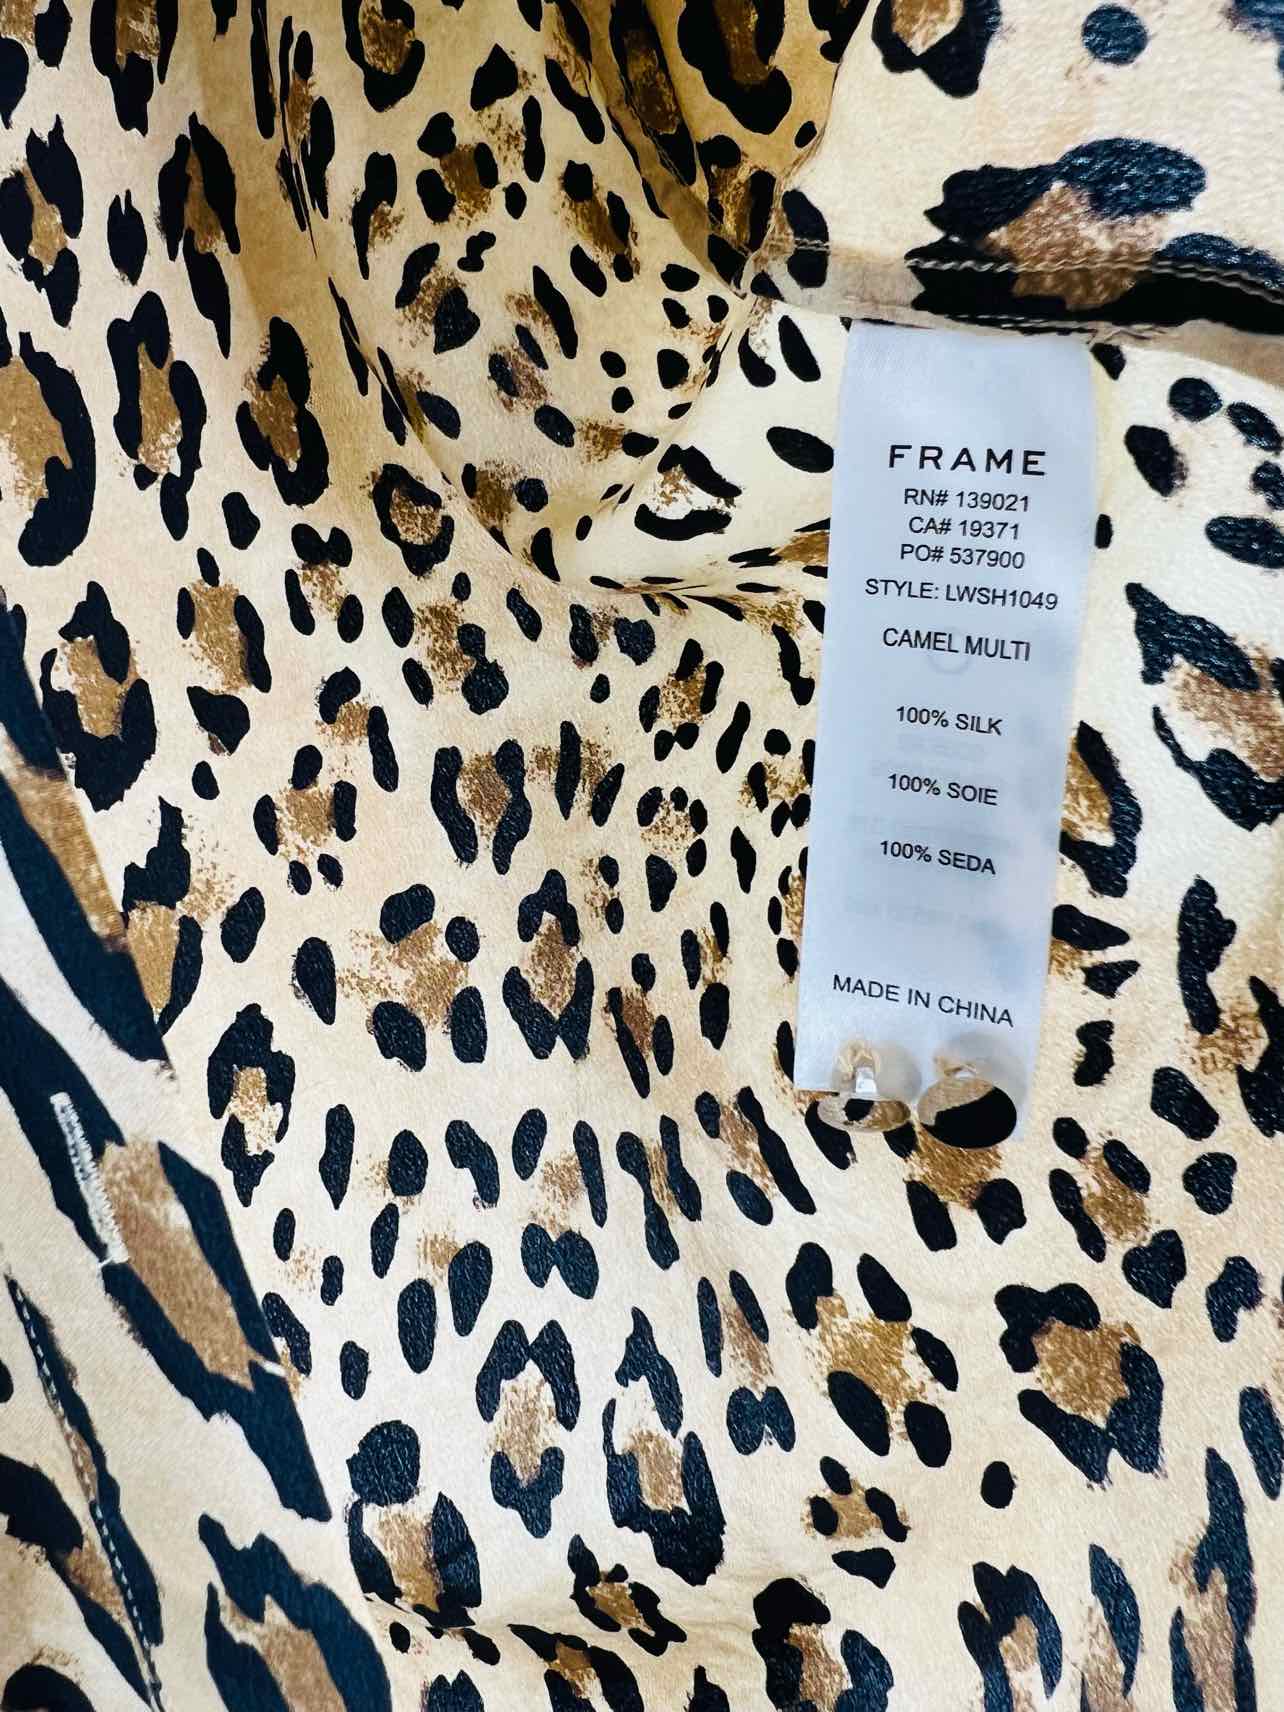 FRAME
RN# 139021
CA# 19371
PO# 537900
STYLE: LWSH1049
CAMEL MULTI
100% SILK
100% SOIE
100% SEDA
MADE IN CHINA